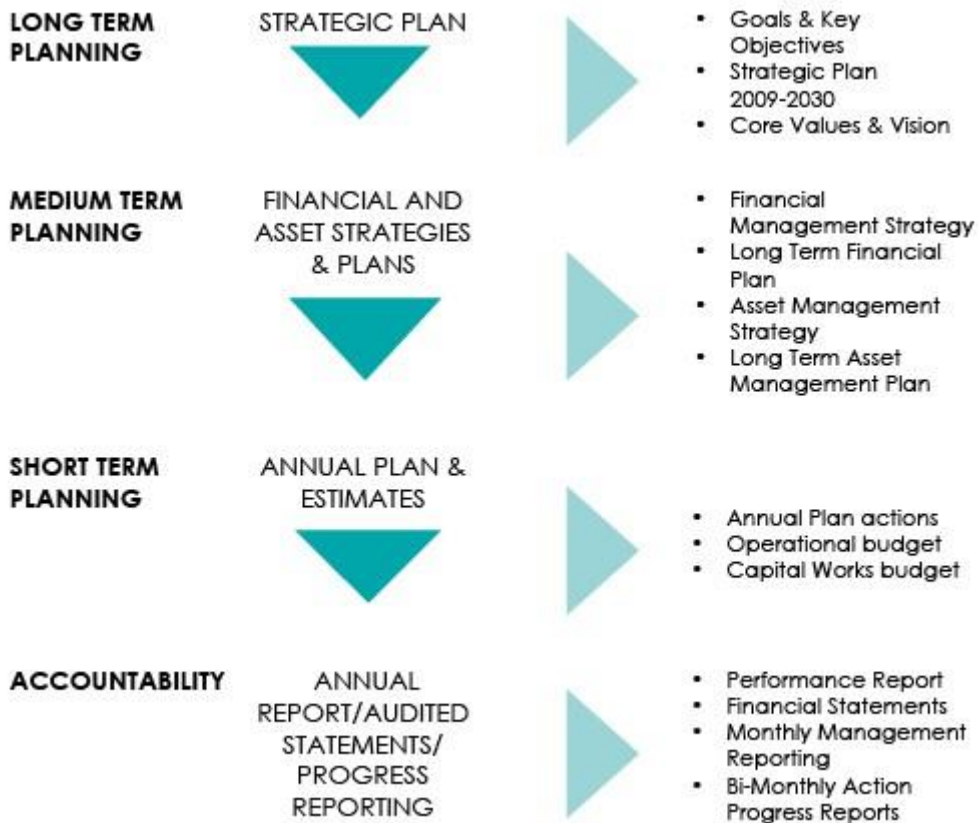 LONG TERM
PLANNING
STRATEGIC PLAN
• Goals & Key
Objectives
• Strategic Plan
2009-2030
• Core Values & Vision
MEDIUM TERM
PLANNING
FINANCIAL AND
ASSET STRATEGIES
& PLANS
• Financial
Management Strategy
• Long Term Financial
Plan
• Asset Management
Strategy
• Long Term Asset
Management Plan
SHORT TERM
PLANNING
ANNUAL PLAN &
ESTIMATES
• Annual Plan actions
• Operational budget
• Capital Works budget
ACCOUNTABILITY
ANNUAL
REPORT/AUDITED
STATEMENTS/
PROGRESS
REPORTING
• Performance Report
• Financial Statements
• Monthly Management
Reporting
• Bi-Monthly Action
Progress Reports